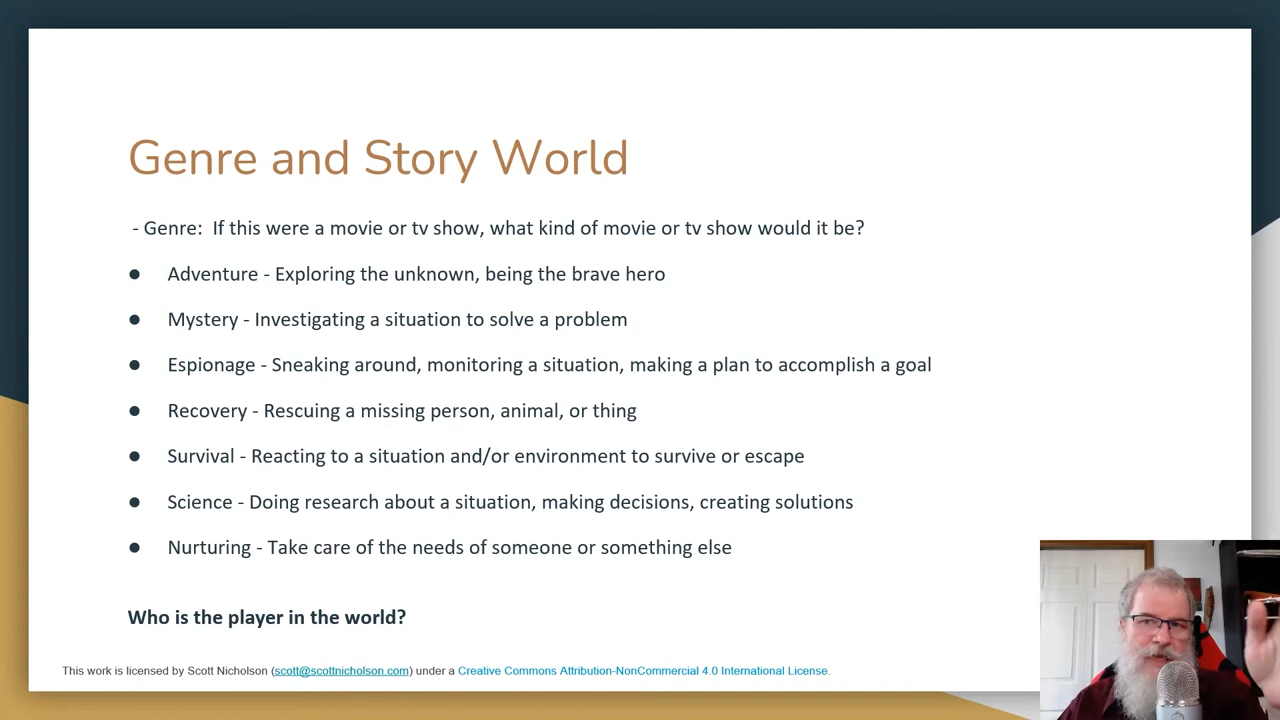 Genre and Story World
- Genre:  If this were a movie or tv show, what kind of movie or tv show would it be?
● Adventure - Exploring the unknown, being the brave hero
● Mystery - Investigating a situation to solve a problem
● Espionage - Sneaking around, monitoring a situation, making a plan to accomplish a goal
● Recovery - Rescuing a missing person, animal, or thing
● Survival - Reacting to a situation and/or environment to survive or escape
● Science - Doing research about a situation, making decisions, creating solutions
● Nurturing - Take care of the needs of someone or something else
Who is the player in the world?
This work is licensed by Scott Nicholson (scott@scottnicholson.com) under a Creative Commons Attribution-NonCommercial 4.0 International License.